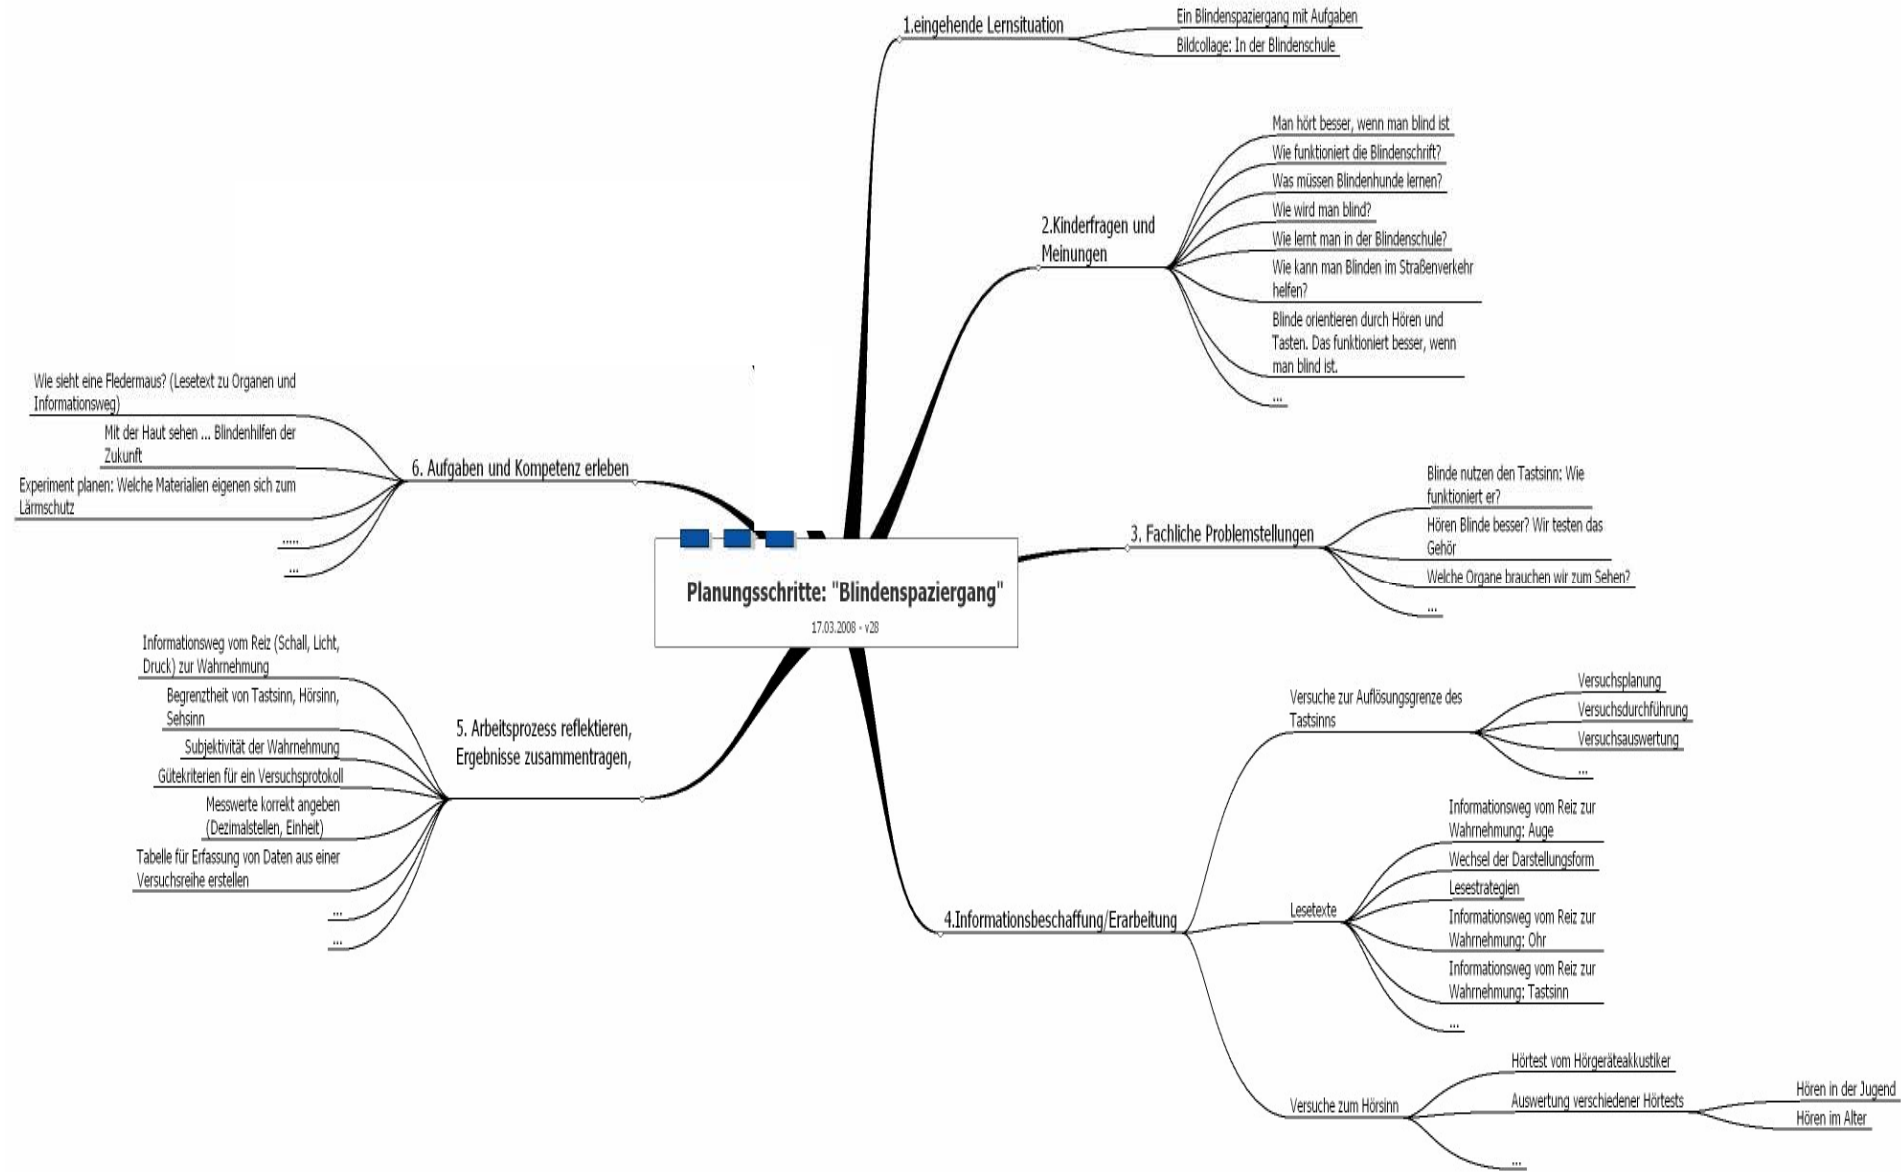 1.eingehende Lernsituation
Ein Blindenspaziergang mit Aufgaben
Bildcollage: In der Blindenschule
2.Kinderfragen und
Meinungen
Man hört besser, wenn man blind ist
Wie funktioniert die Blindenschrift?
Was müssen Blindenhunde lernen?
Wie wird man blind?
Wie lernt man in der Blindenschule?
Wie kann man Blinden im Straßenverkehr
helfen?
Blinde orientieren durch Hören und
Tasten. Das funktioniert besser, wenn
man blind ist.
...
3. Fachliche Problemstellungen
Blinde nutzen den Tastsinn: Wie
funktioniert er?
Hören Blinde besser? Wir testen das
Gehör
Welche Organe brauchen wir zum Sehen?
...
Planungsschritte: "Blindenspaziergang"
17.03.2008 - v28
4.Informationsbeschaffung/Erarbeitung
Versuche zur Auflösungsgrenze des
Tastsinns
Versuchsplanung
Versuchsdurchführung
Versuchsauswertung
...
Lesetexte
Informationsweg vom Reiz zur
Wahrnehmung: Auge
Wechsel der Darstellungsform
Lesestrategien
Informationsweg vom Reiz zur
Wahrnehmung: Ohr
Informationsweg vom Reiz zur
Wahrnehmung: Tastsinn
...
Versuche zum Hörsinn
Hörtest vom Hörgeräteakkustiker
Auswertung verschiedener Hörtests
Hören in der Jugend
Hören im Alter
...
5. Arbeitsprozess reflektieren,
Ergebnisse zusammentragen,
Informationsweg vom Reiz (Schall, Licht,
Druck) zur Wahrnehmung
Begrenztheit von Tastsinn, Hörsinn,
Sehsinn
Subjektivität der Wahrnehmung
Gütekriterien für ein Versuchsprotokoll
Messwerte korrekt angeben
(Dezimalstellen, Einheit)
Tabelle für Erfassung von Daten aus einer
Versuchsreihe erstellen
...
...
6. Aufgaben und Kompetenz erleben
Wie sieht eine Fledermaus? (Lesetext zu Organen und
Informationsweg)
Mit der Haut sehen ... Blindenhilfen der
Zukunft
Experiment planen: Welche Materialien eigenen sich zum
Lärmschutz
.....
...